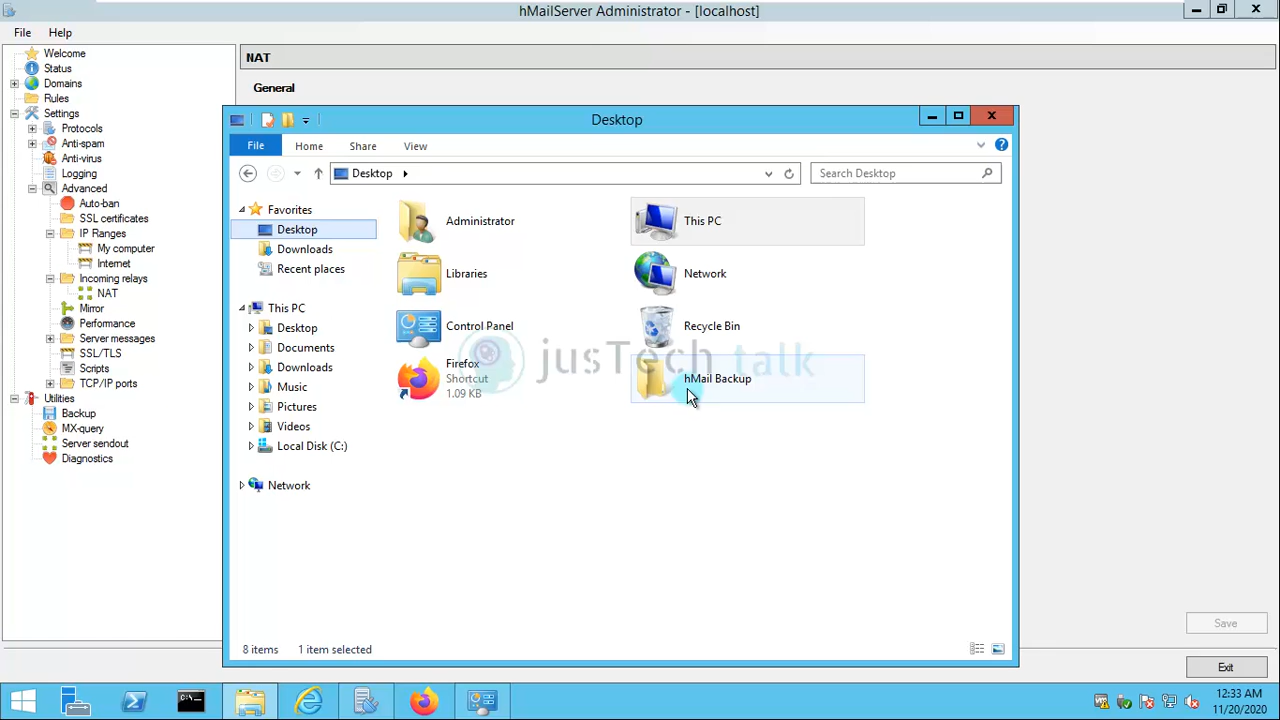 hMailServer Administrator - [localhost]
File Help
Welcome
Status
Domains
Rules
Settings
Protocols
Anti-spam
Anti-virus
Logging
Advanced
Auto-ban
SSL certificates
IP Ranges
My computer
Internet
Incoming relays
NAT
Mirror
Performance
Server messages
SSL/TLS
Scripts
TCP/IP ports
Utilities
Backup
MX-query
Server sendout
Diagnostics
NAT
General
Desktop
File Home Share View
Desktop
Search Desktop
Favorites
Desktop
Downloads
Recent places
This PC
Desktop
Documents
Downloads
Music
Pictures
Videos
Local Disk (C:)
Network
Administrator
This PC
Libraries
Network
Control Panel
Recycle Bin
Firefox
Shortcut
1.09 KB
hMail Backup
jusTech talk
8 items 1 item selected
Save
Exit
12:33 AM
11/20/2020